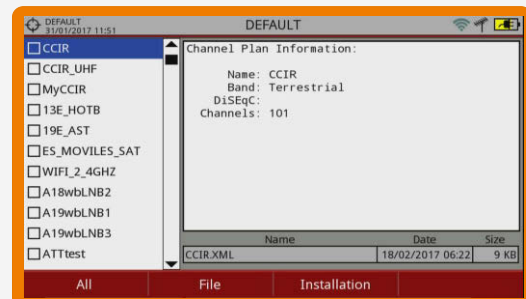 DEFAULT
31/01/2017 11:51
DEFAULT
CCIR
CCIR_UHF
MyCCIR
13E_HOTB
19E_AST
ES_MOVILES_SAT
WIFI_2_4GHZ
A18wbLNB2
A19wbLNB1
A19wbLNB3
ATTtest
Channel Plan Information:
Name: CCIR
Band: Terrestrial
DiSEqC:
Channels: 101
Name Date Size
CCIR.XML 18/02/2017 06:22 9 KB
All File Installation